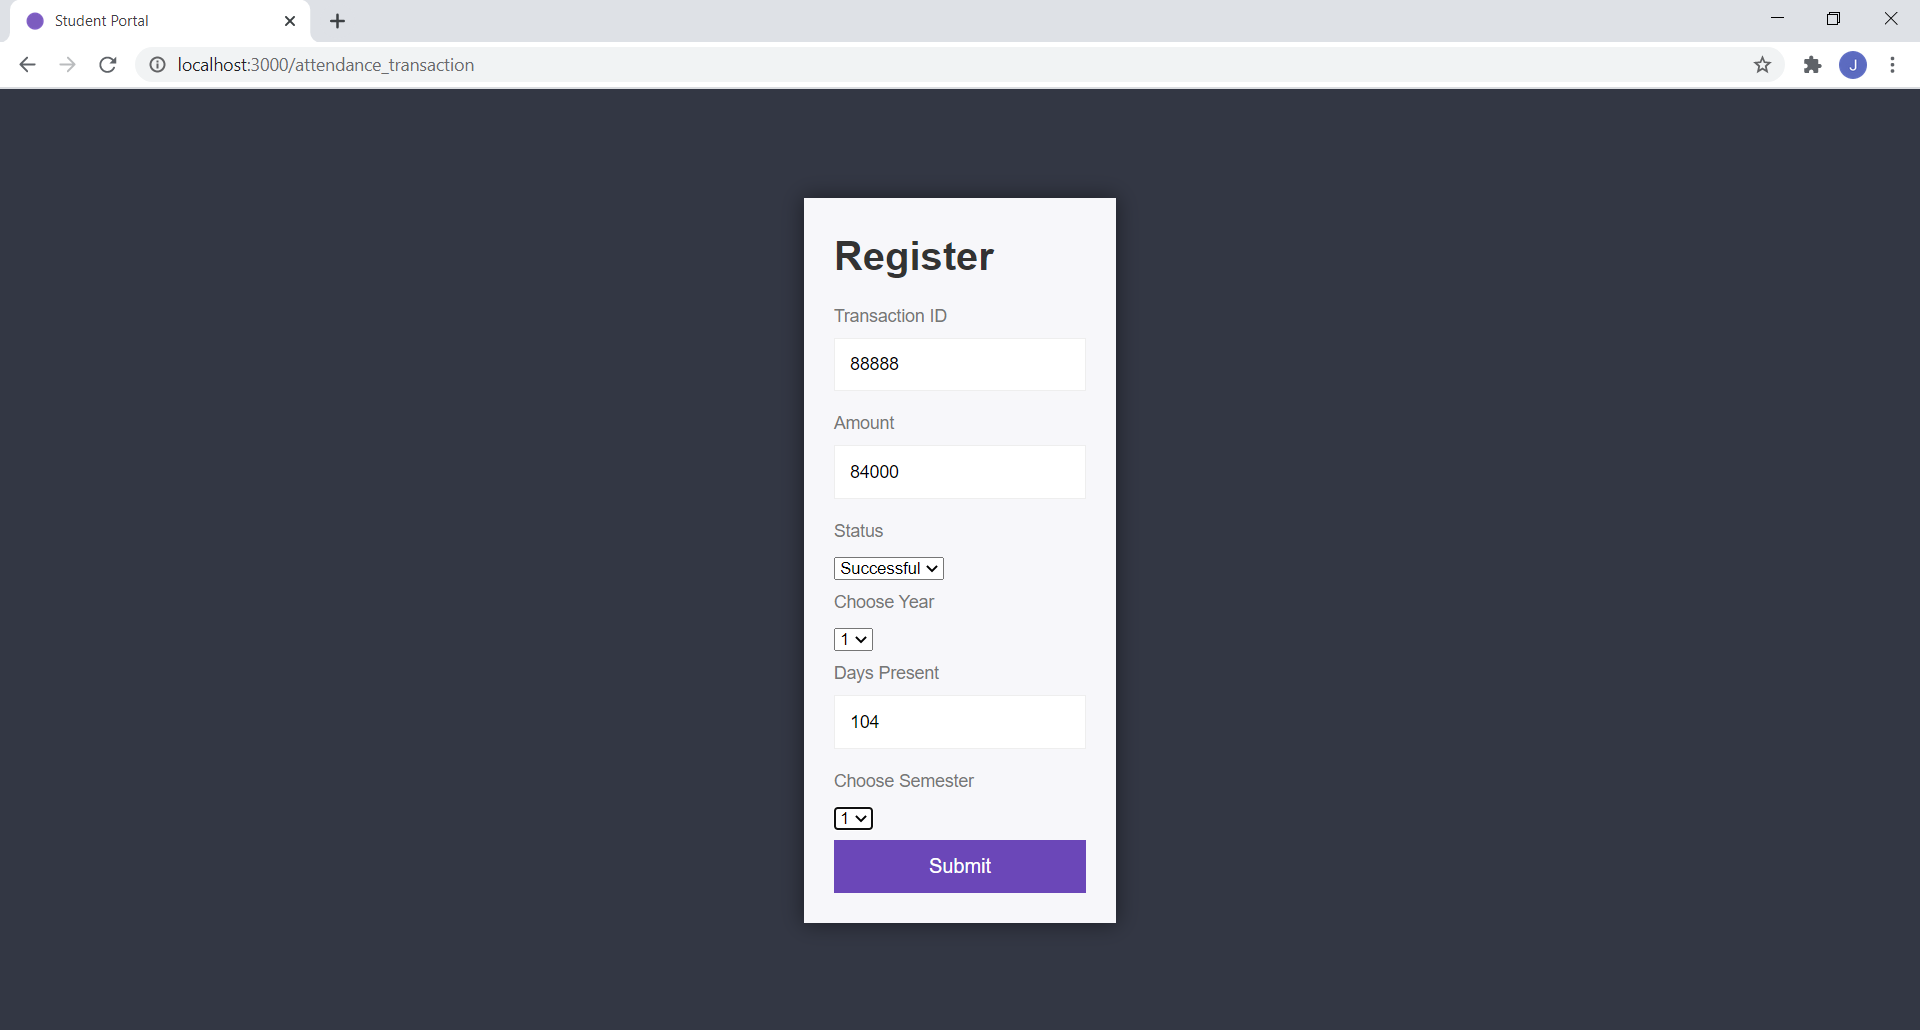 Student Portal
localhost:3000/attendance_transaction
J
Register
Transaction ID
88888
Amount
84000
Status
Successful
Choose Year
1
Days Present
104
Choose Semester
1
Submit